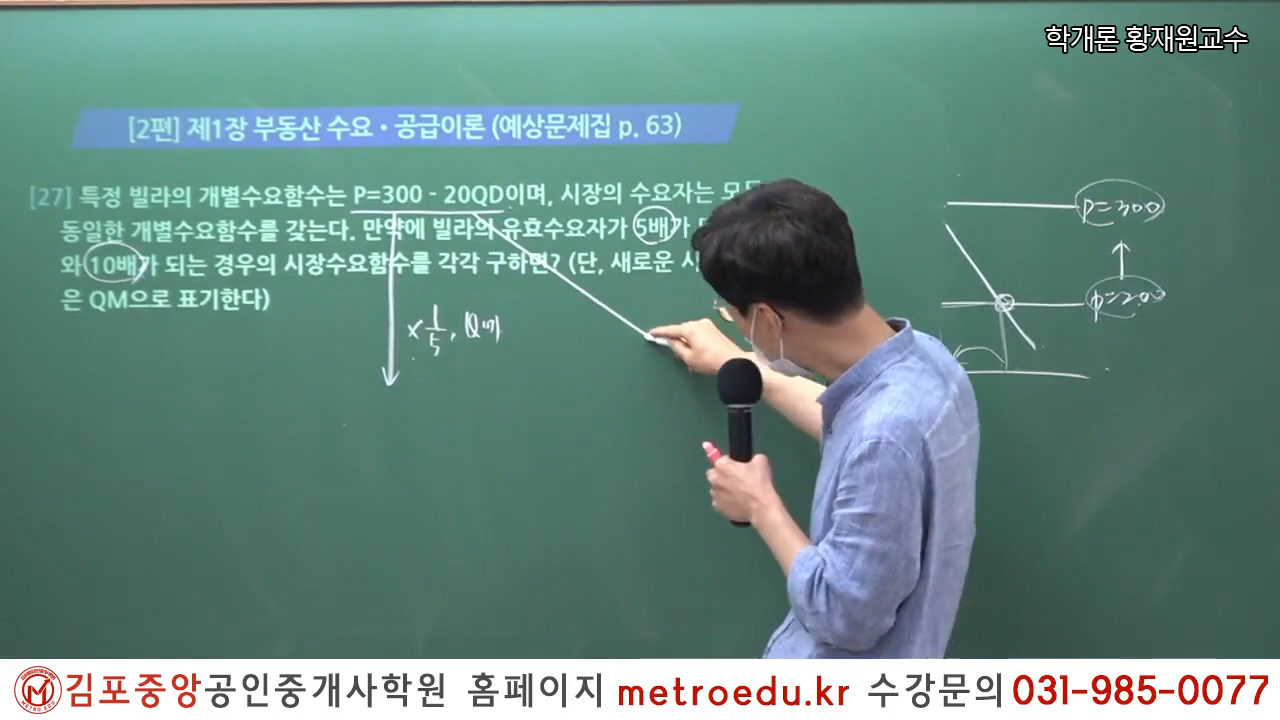 학개론 황재원교수
[2편] 제1장 부동산 수요・공급이론 (예상문제집 p. 63)
[27] 특정 빌라의 개별수요함수는 P=300 - 20QD이며, 시장의 수요자는
동일한 개별수요함수를 갖는다. 만약에 빌라의 유효수요자가 5배가
와 10배가 되는 경우의 시장수요함수를 각각 구하면? (단, 새로운
은 QM으로 표기한다)
× 1/5, QM
P=300
P=200
김포중앙공인중개사학원 홈페이지 metroedu.kr 수강문의 031-985-0077
METRO EDU